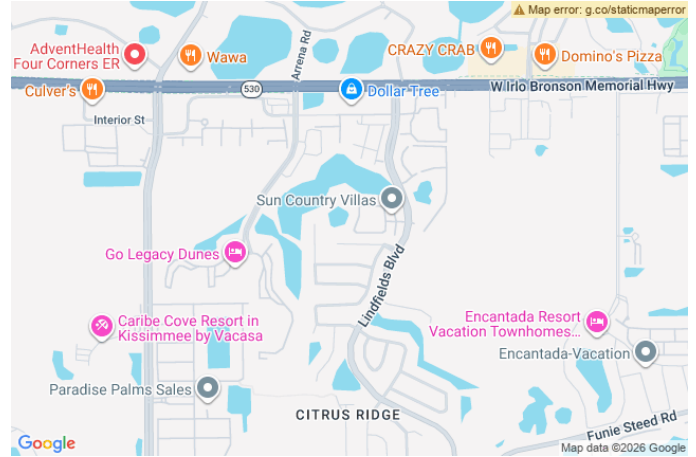 Map error: g.co/staticmaperror
AdventHealth
Four Corners ER
Wawa
Arrena Rd
CRAZY CRAB
Domino's Pizza
Culver's
530
Dollar Tree
W Irlo Bronson Memorial Hwy
Interior St
Sun Country Villas
Go Legacy Dunes
Lindfields Blvd
Caribe Cove Resort in
Kissimmee by Vacasa
Encantada Resort
Vacation Townhomes...
Encantada-Vacation
Paradise Palms Sales
CITRUS RIDGE
Funie Steed Rd
Google
Map data ©2026 Google